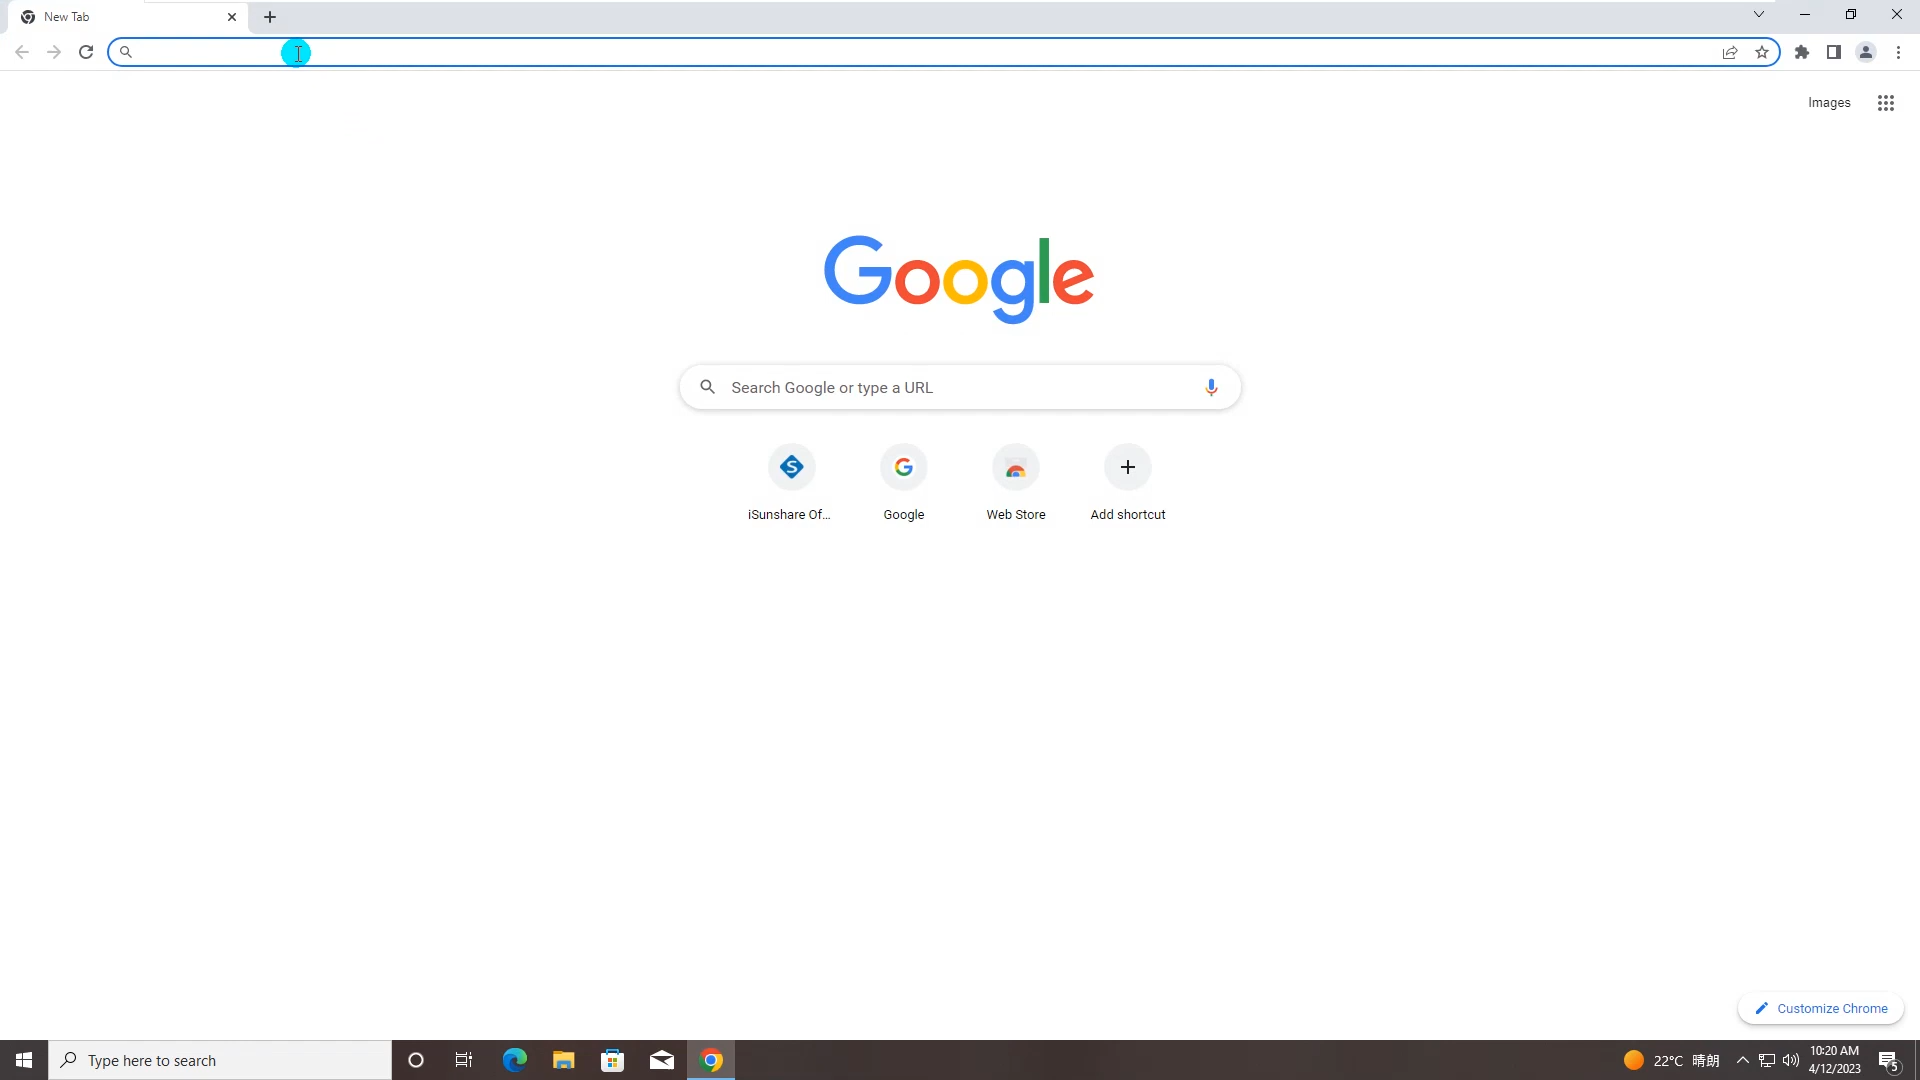 New Tab
Images
Google
Search Google or type a URL
iSunshare Of...
Google
Web Store
Add shortcut
Customize Chrome
Type here to search
22°C 晴朗
10:20 AM
4/12/2023
5